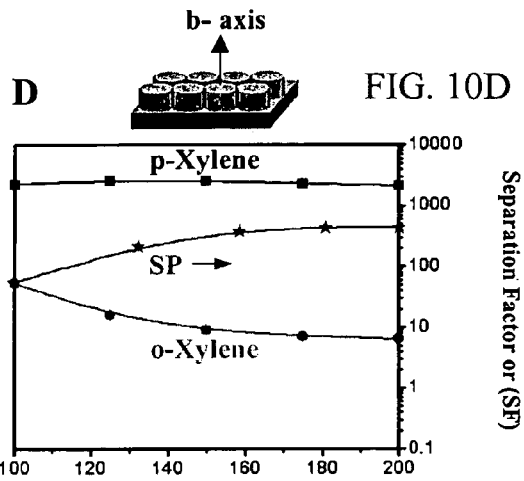 b- axis
D
FIG. 10D
p-Xylene
SP
o-Xylene
10000
1000
100
10
1
0.1
Separation Factor or (SF)
100 120 140 160 180 200